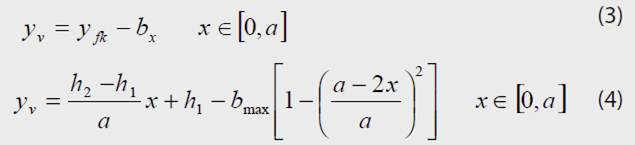 y_v = y_{fk} − b_x    x ∈ [0, a]    (3)
y_v = \frac{h_2 − h_1}{a} x + h_1 − b_{max} [1 − (\frac{a − 2x}{a})^2]    x ∈ [0, a]    (4)